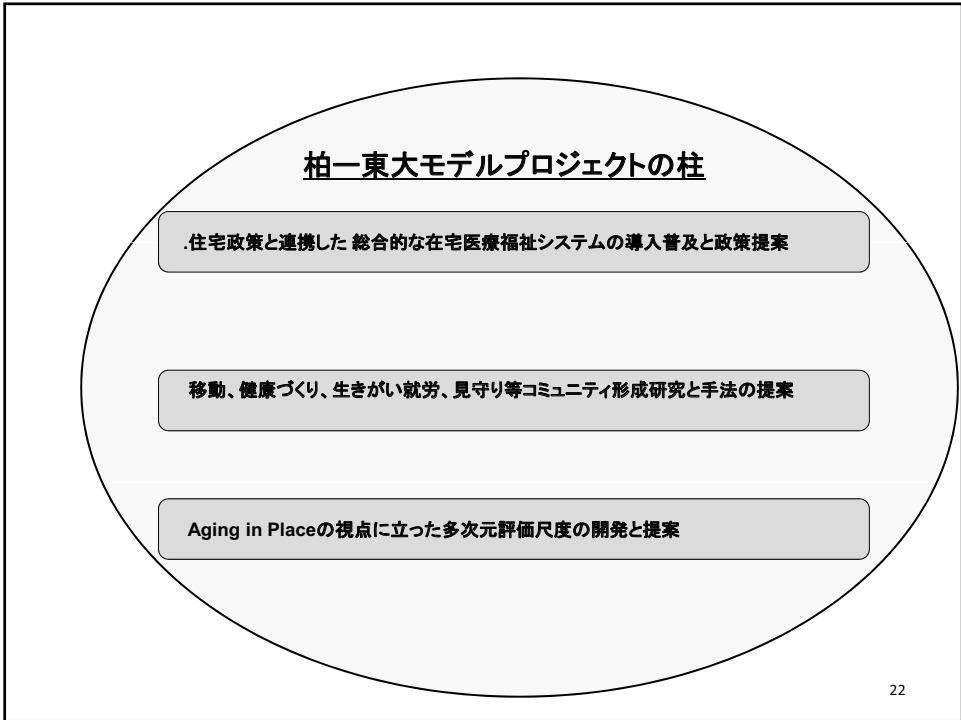 柏ー東大モデルプロジェクトの柱
.住宅政策と連携した 総合的な在宅医療福祉システムの導入普及と政策提案
移動、健康づくり、生きがい就労、見守り等コミュニティ形成研究と手法の提案
Aging in Placeの視点に立った多次元評価尺度の開発と提案
22